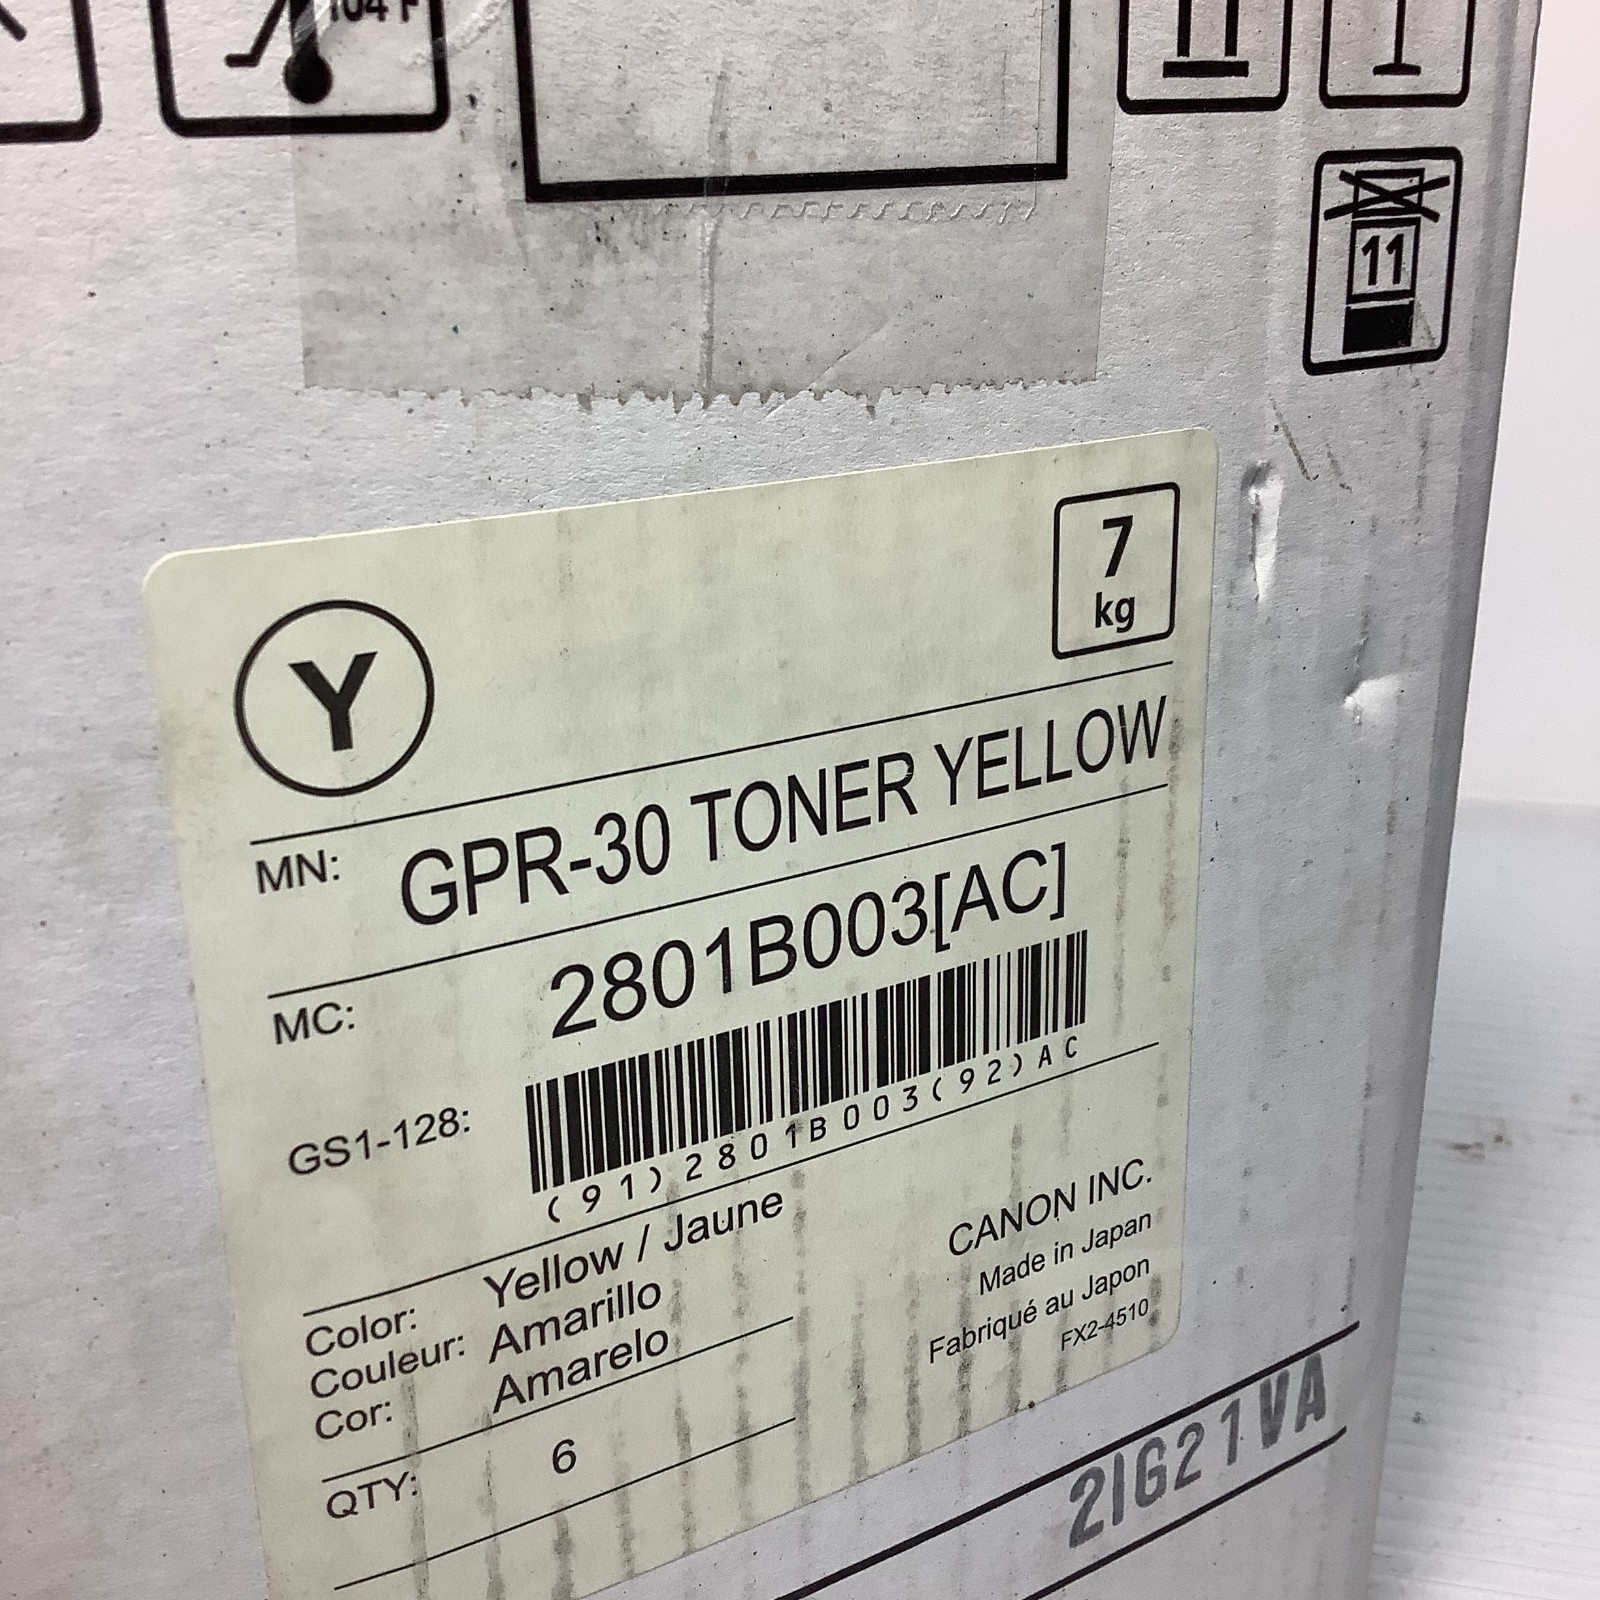 104°F
11
7
kg
Y
MN: GPR-30 TONER YELLOW
MC: 2801B003[AC]
GS1-128:
(91)2801B003(92)AC
Color: Yellow / Jaune
Couleur: Amarillo
Cor: Amarelo
QTY: 6
CANON INC.
Made in Japan
Fabriqué au Japon
FX2-4510
2IG21VA